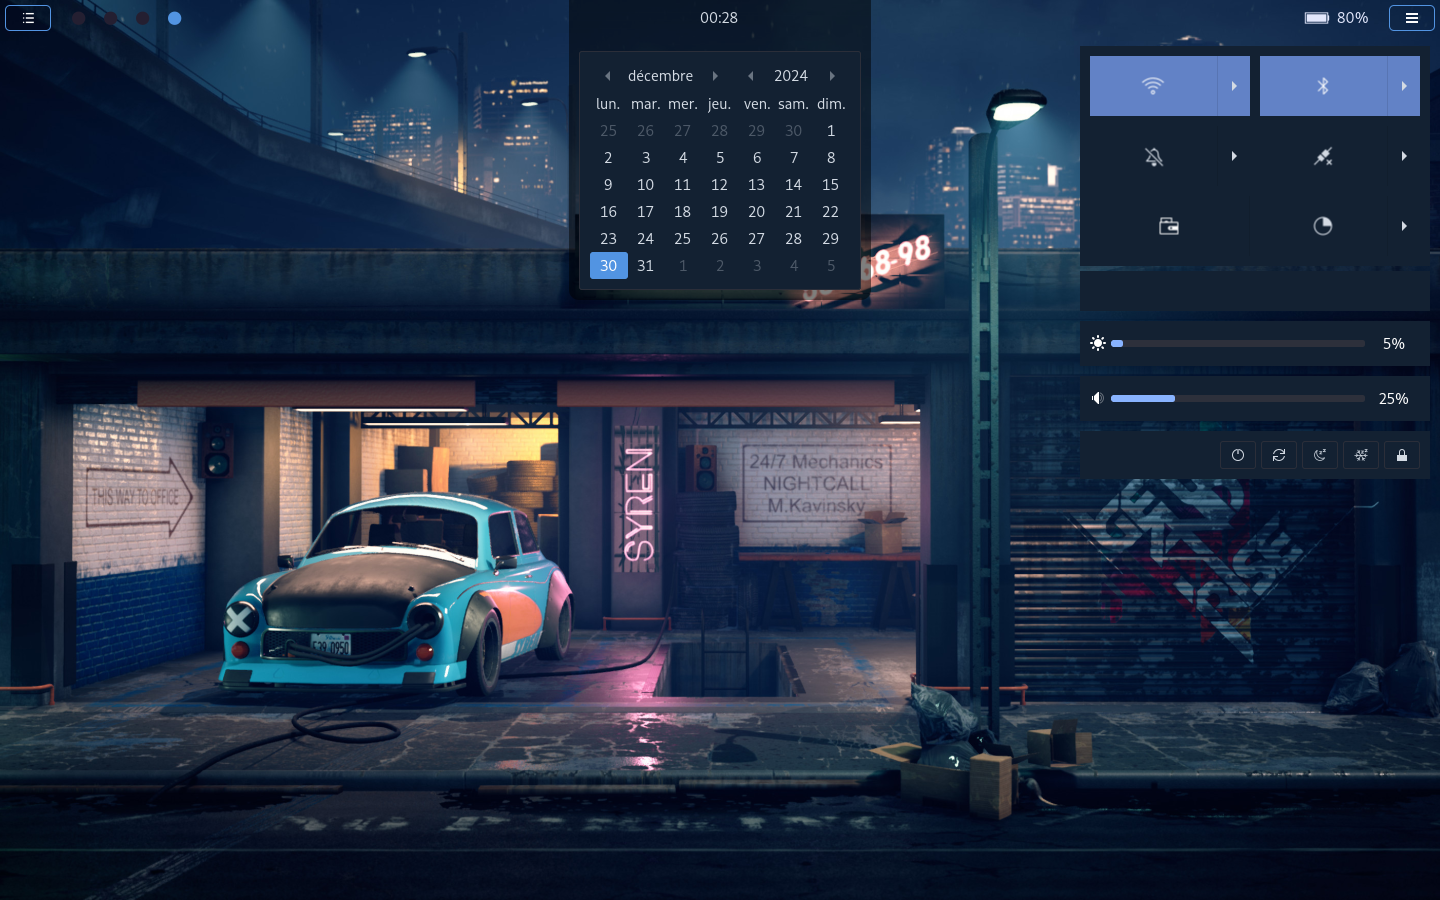 00:28
80%
décembre 2024
lun. mar. mer. jeu. ven. sam. dim.
25 26 27 28 29 30 1
2 3 4 5 6 7 8
9 10 11 12 13 14 15
16 17 18 19 20 21 22
23 24 25 26 27 28 29
30 31 1 2 3 4 5
8-98
5%
25%
THIS WAY TO OFFICE
SYREN
24/7 Mechanics
NIGHTCALL
M.Kavinsky